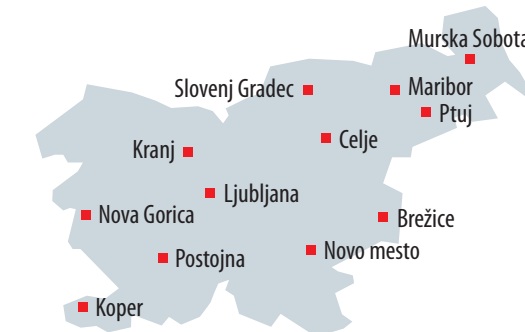 Murska Sobota
Slovenj Gradec
Maribor
Ptuj
Celje
Kranj
Ljubljana
Nova Gorica
Brežice
Novo mesto
Postojna
Koper